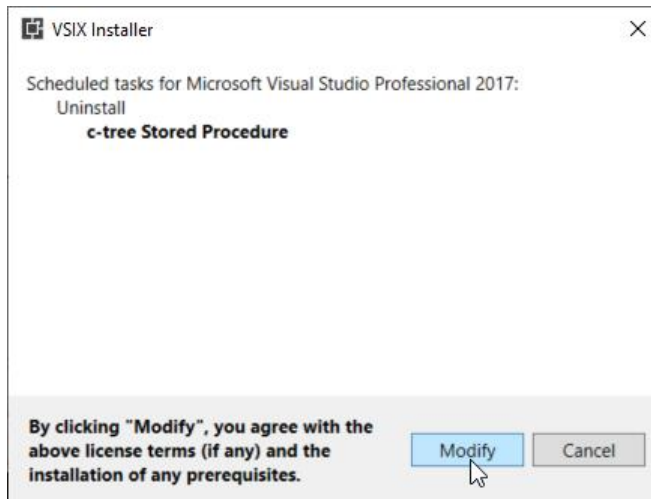 VSIX Installer
Scheduled tasks for Microsoft Visual Studio Professional 2017:
Uninstall
c-tree Stored Procedure
By clicking "Modify", you agree with the
above license terms (if any) and the
installation of any prerequisites.
Modify
Cancel